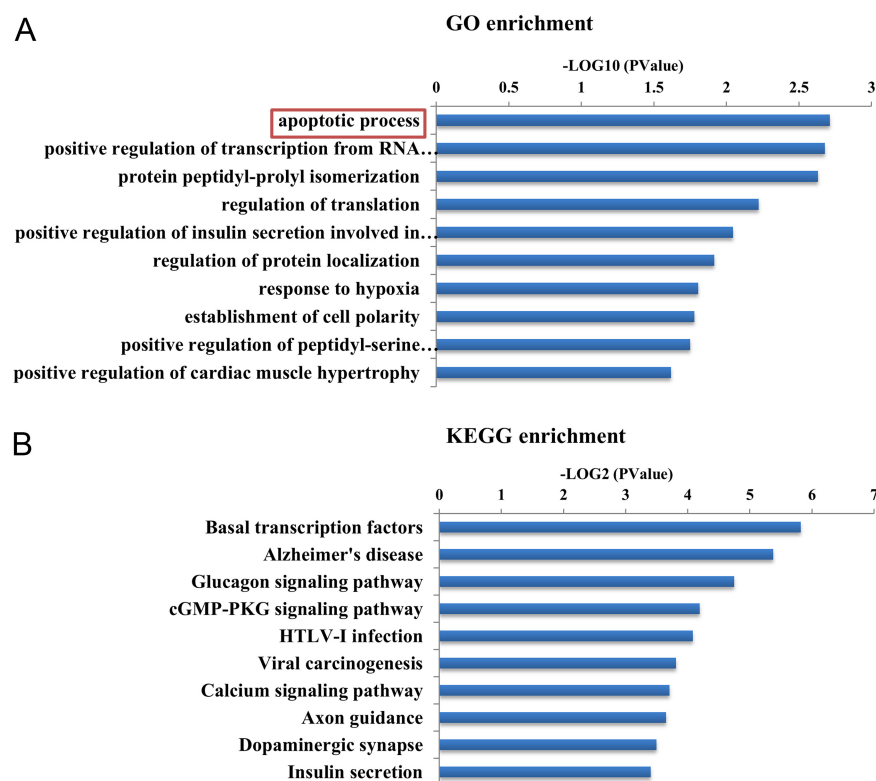 A
GO enrichment
-LOG10 (PValue)
0 0.5 1 1.5 2 2.5 3
apoptotic process
positive regulation of transcription from RNA…
protein peptidyl-prolyl isomerization
regulation of translation
positive regulation of insulin secretion involved in…
regulation of protein localization
response to hypoxia
establishment of cell polarity
positive regulation of peptidyl-serine…
positive regulation of cardiac muscle hypertrophy
B
KEGG enrichment
-LOG2 (PValue)
0 1 2 3 4 5 6 7
Basal transcription factors
Alzheimer's disease
Glucagon signaling pathway
cGMP-PKG signaling pathway
HTLV-I infection
Viral carcinogenesis
Calcium signaling pathway
Axon guidance
Dopaminergic synapse
Insulin secretion